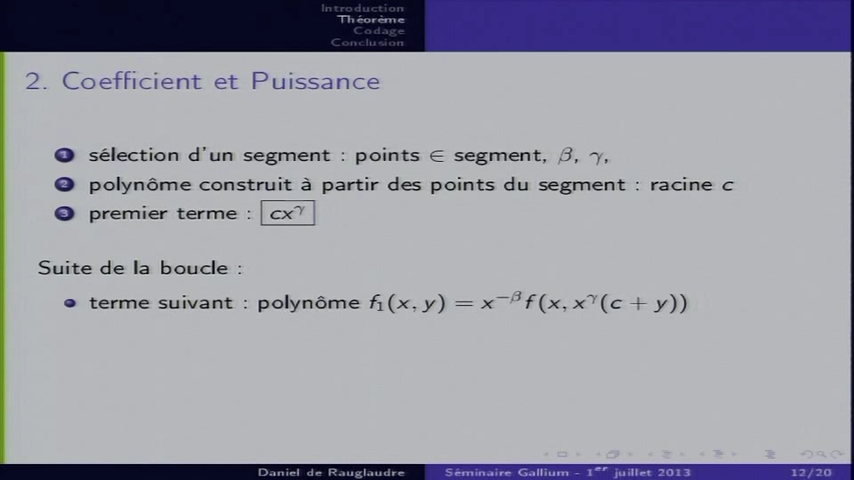 Introduction
Théorème
Codage
Conclusion
2. Coefficient et Puissance
1 sélection d'un segment : points ∈ segment, β, γ,
2 polynôme construit à partir des points du segment : racine c
3 premier terme : cx^γ
Suite de la boucle :
terme suivant : polynôme f₁(x, y) = x^{−β}f(x, x^γ(c + y))
Daniel de Rauglaudre Séminaire Gallium - 1er juillet 2013 12/20